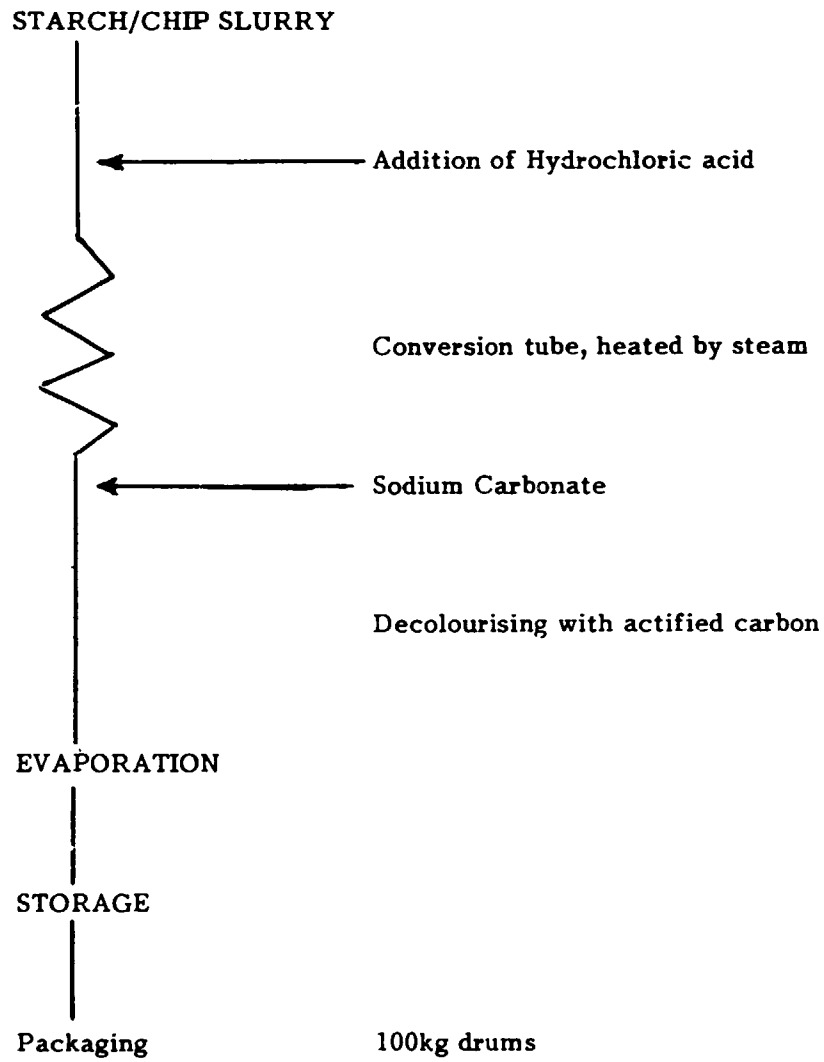 STARCH/CHIP SLURRY
Addition of Hydrochloric acid
Conversion tube, heated by steam
Sodium Carbonate
Decolourising with actified carbon
EVAPORATION
STORAGE
Packaging 100kg drums